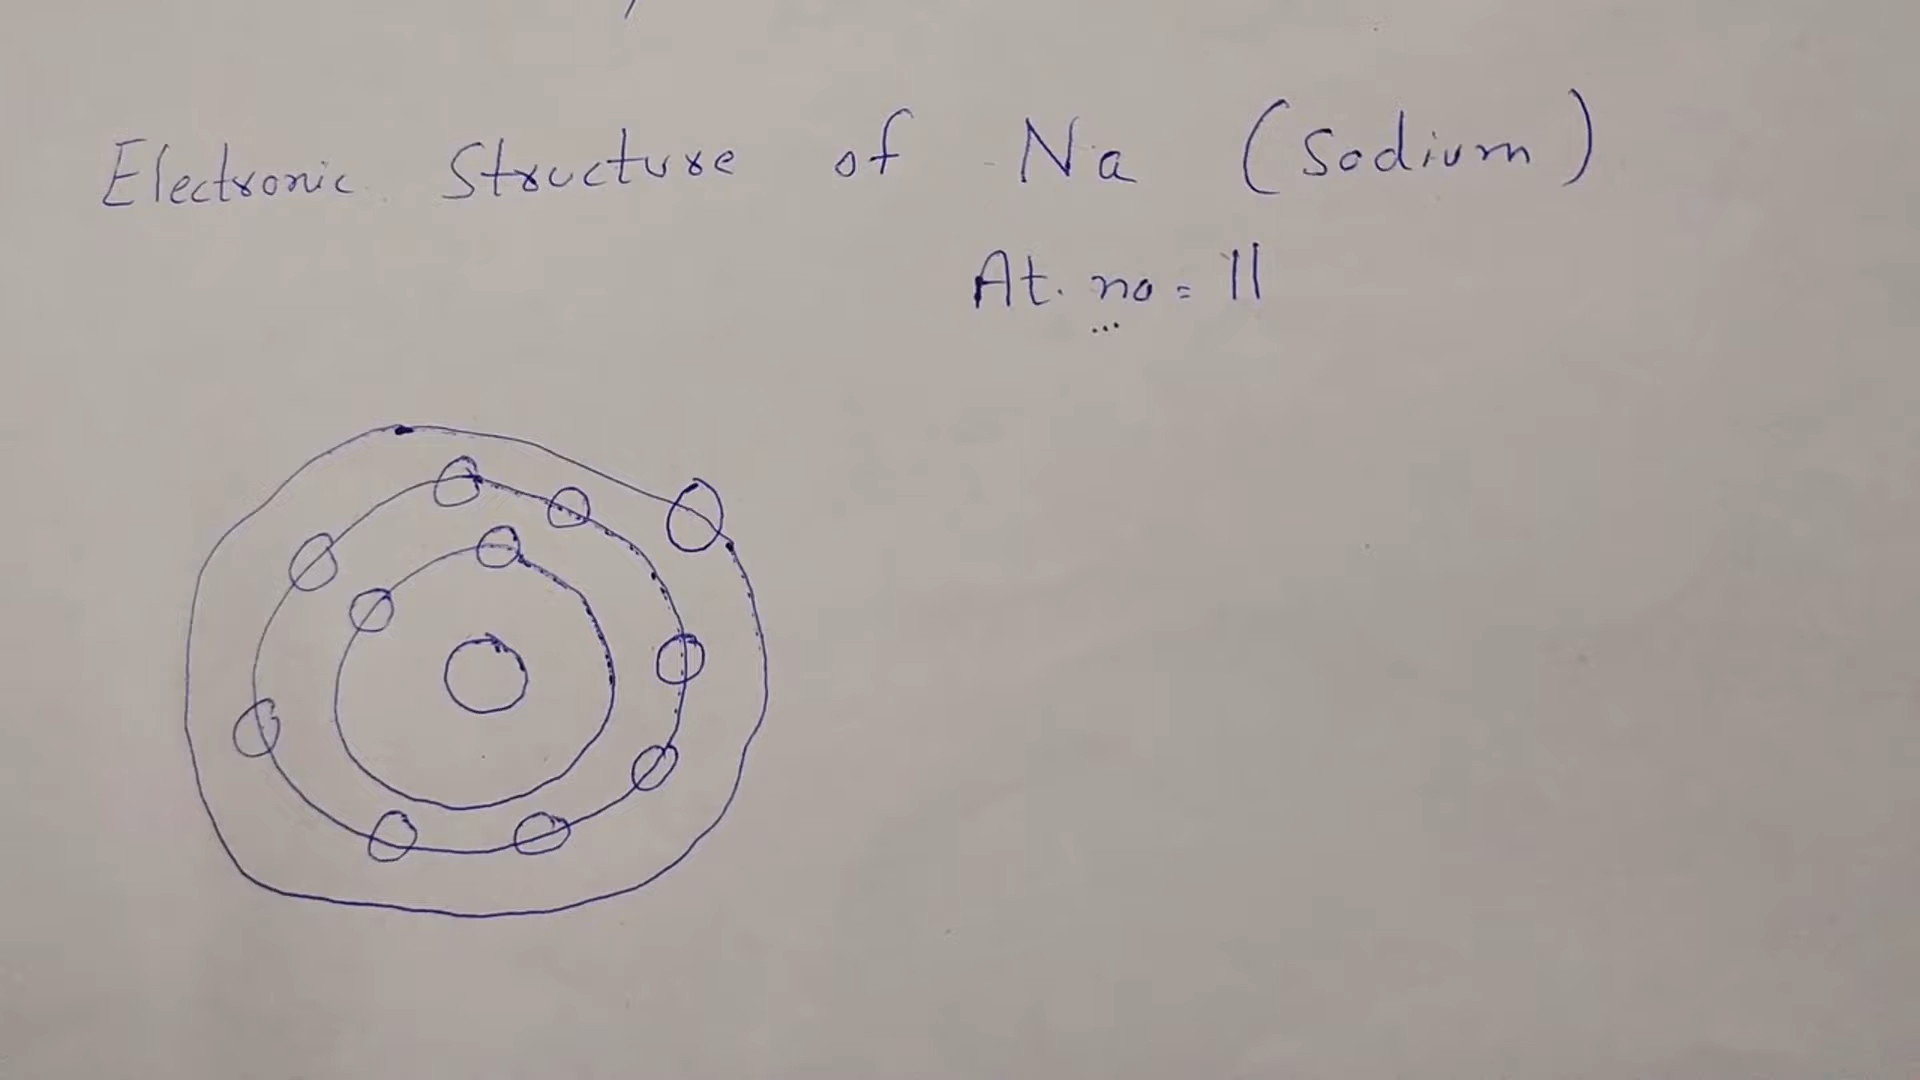 Electronic Structure of Na (Sodium)
At. no = 11